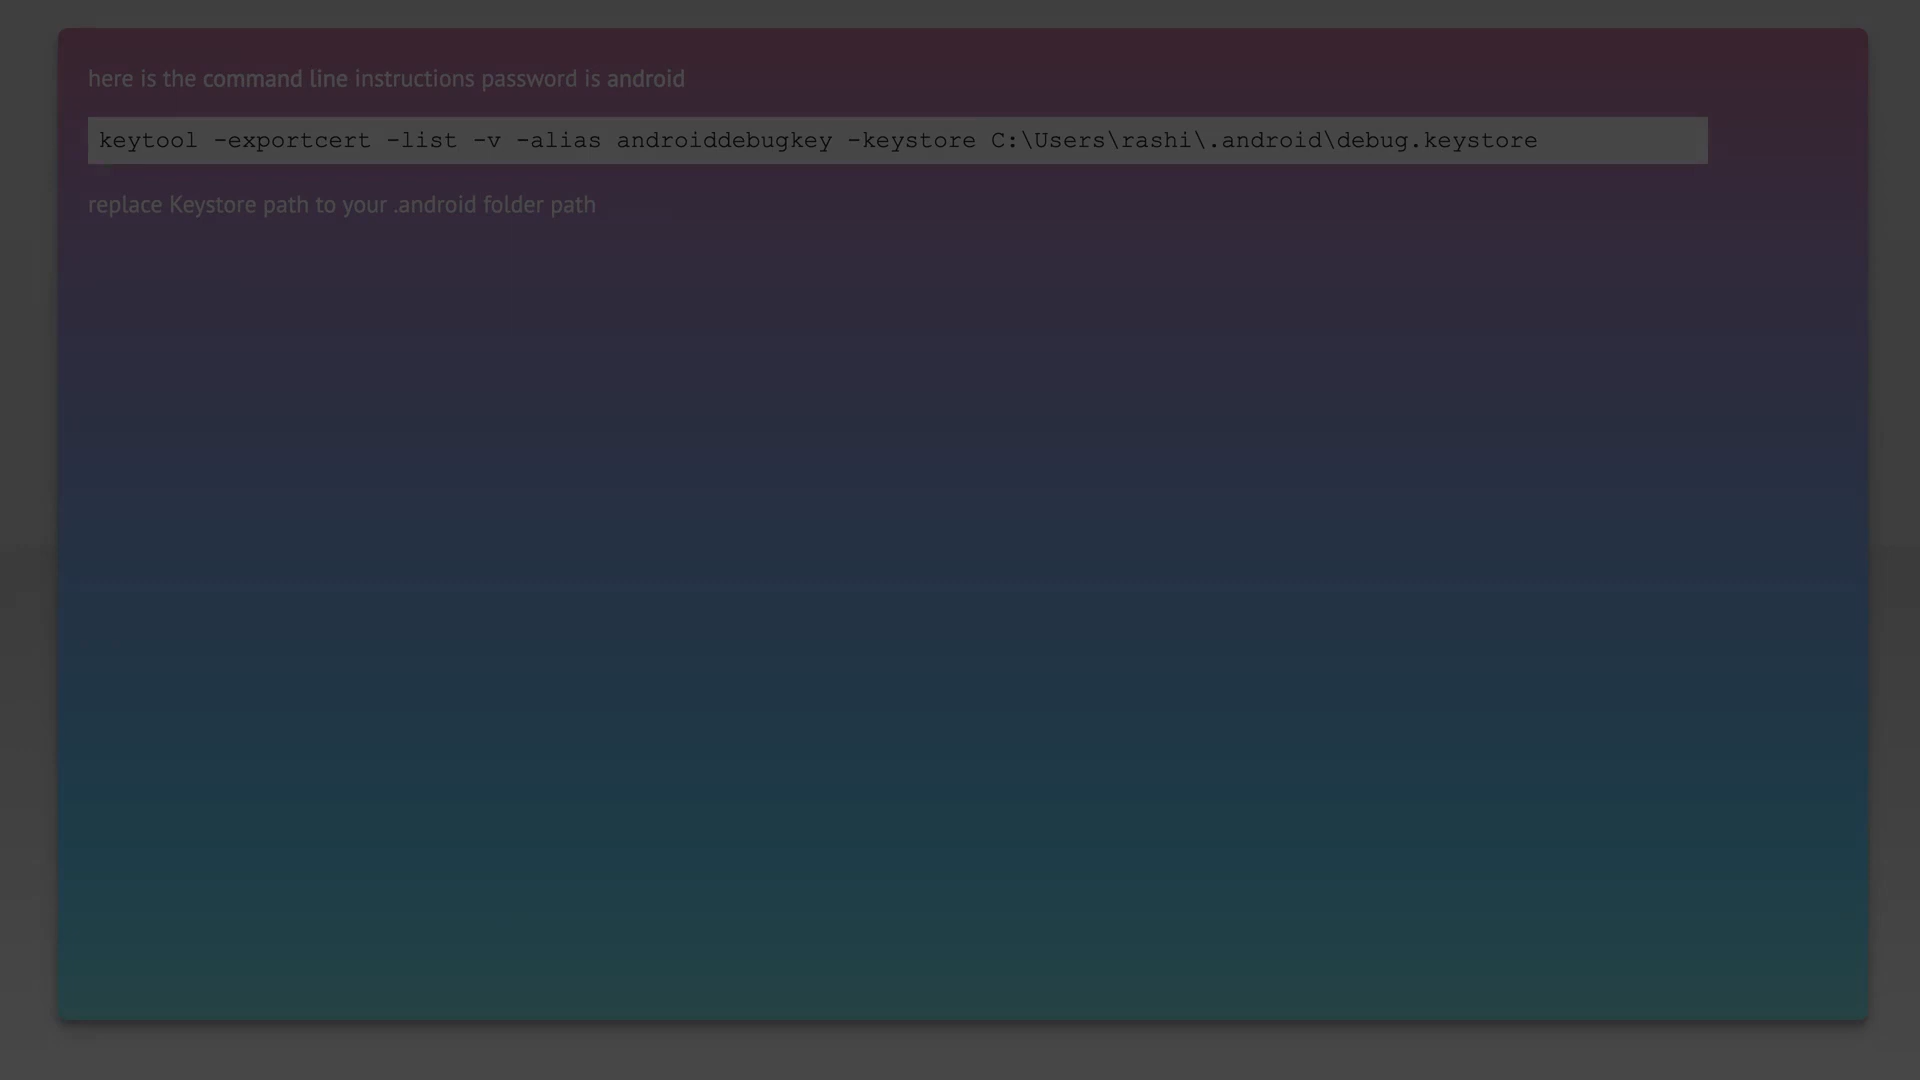 here is the command line instructions password is android
keytool -exportcert -list -v -alias androiddebugkey -keystore C:\Users\rashi\.android\debug.keystore
replace Keystore path to your .android folder path